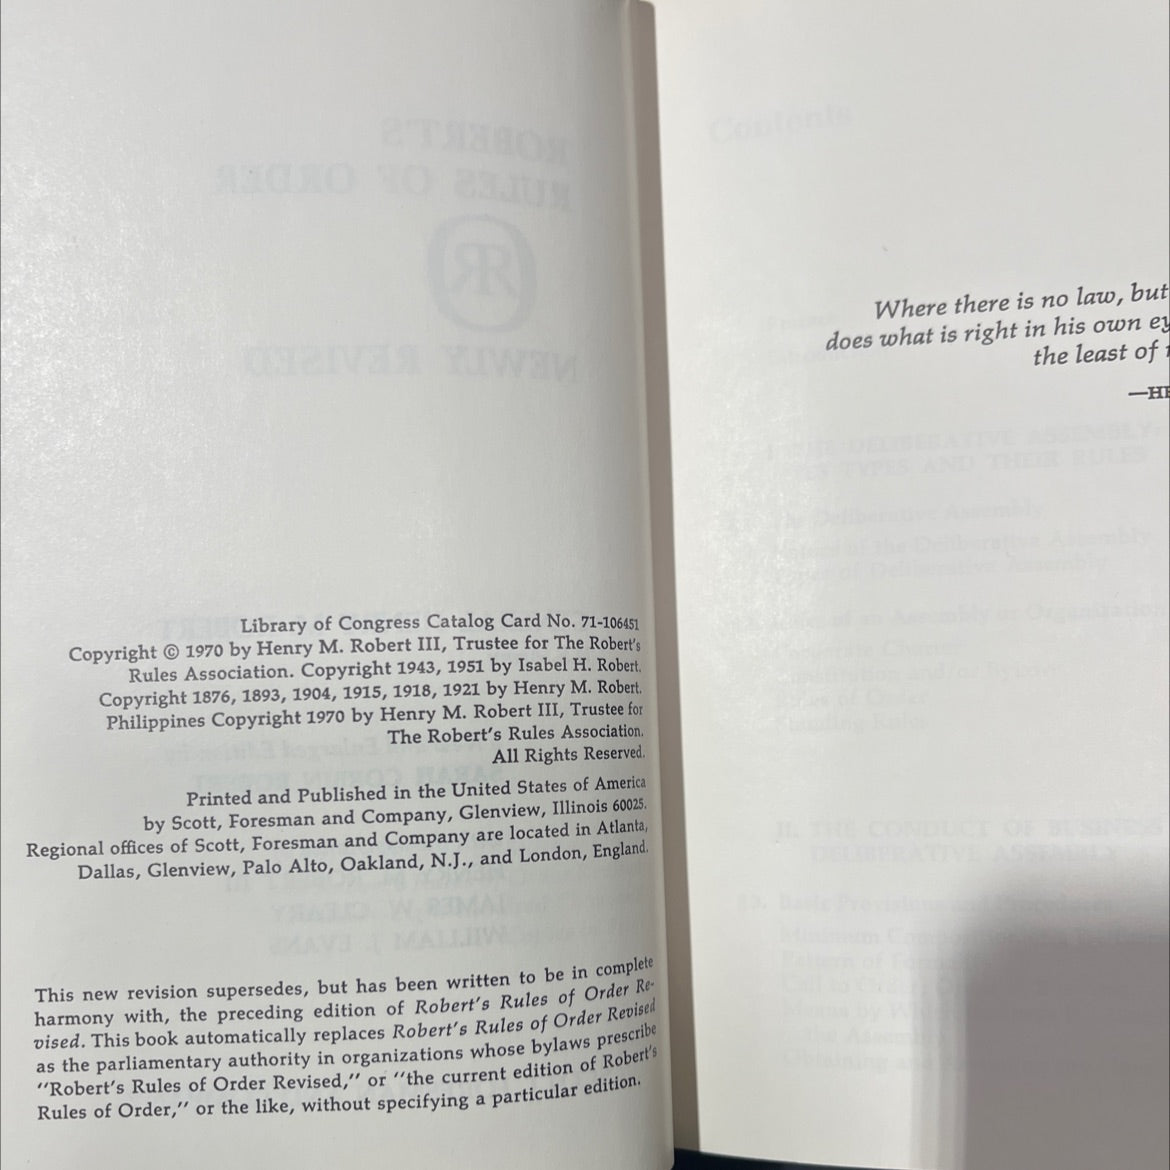 Library of Congress Catalog Card No. 71-106451
Copyright © 1970 by Henry M. Robert III, Trustee for The Robert's
Rules Association. Copyright 1943, 1951 by Isabel H. Robert.
Copyright 1876, 1893, 1904, 1915, 1918, 1921 by Henry M. Robert.
Philippines Copyright 1970 by Henry M. Robert III, Trustee for
The Robert's Rules Association.
All Rights Reserved.
Printed and Published in the United States of America
by Scott, Foresman and Company, Glenview, Illinois 60025.
Regional offices of Scott, Foresman and Company are located in Atlanta,
Dallas, Glenview, Palo Alto, Oakland, N.J., and London, England.
This new revision supersedes, but has been written to be in complete
harmony with, the preceding edition of Robert's Rules of Order Re-
vised. This book automatically replaces Robert's Rules of Order Revised
as the parliamentary authority in organizations whose bylaws prescribe
"Robert's Rules of Order Revised," or "the current edition of Robert's
Rules of Order," or the like, without specifying a particular edition.
Where there is no law, but
does what is right in his own
the least of